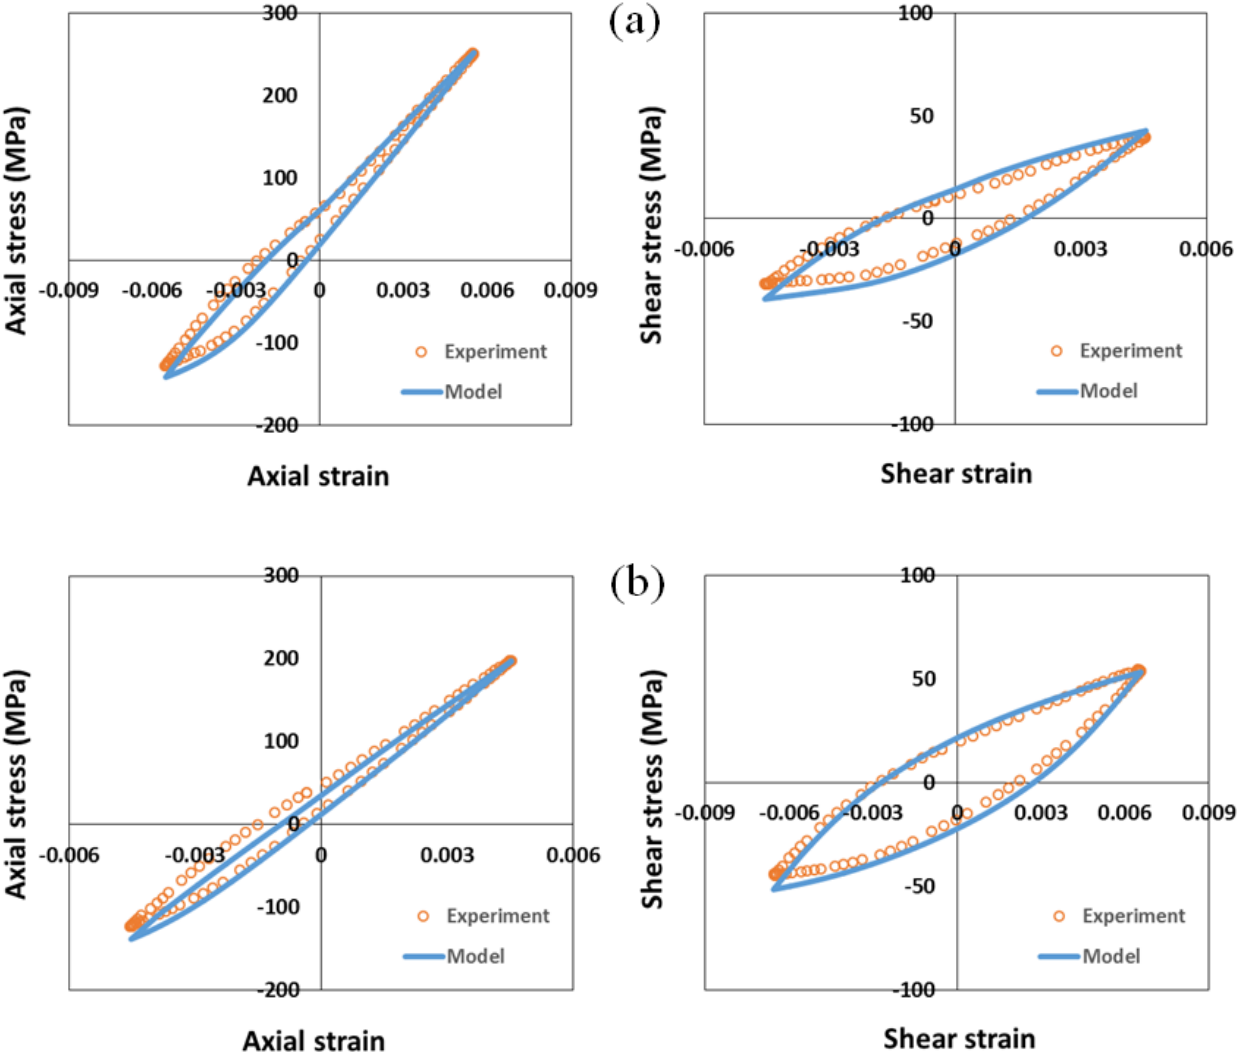 (a)
300
200
100
0
-100
-200
-0.009 -0.006 -0.003 0 0.003 0.006 0.009
Axial stress (MPa)
Axial strain
Experiment
Model
100
50
0
-50
-100
-0.006 -0.003 0 0.003 0.006
Shear stress (MPa)
Shear strain
Experiment
Model
(b)
300
200
100
0
-100
-200
-0.006 -0.003 0 0.003 0.006
Axial stress (MPa)
Axial strain
Experiment
Model
100
50
0
-50
-100
-0.009 -0.006 -0.003 0 0.003 0.006 0.009
Shear stress (MPa)
Shear strain
Experiment
Model